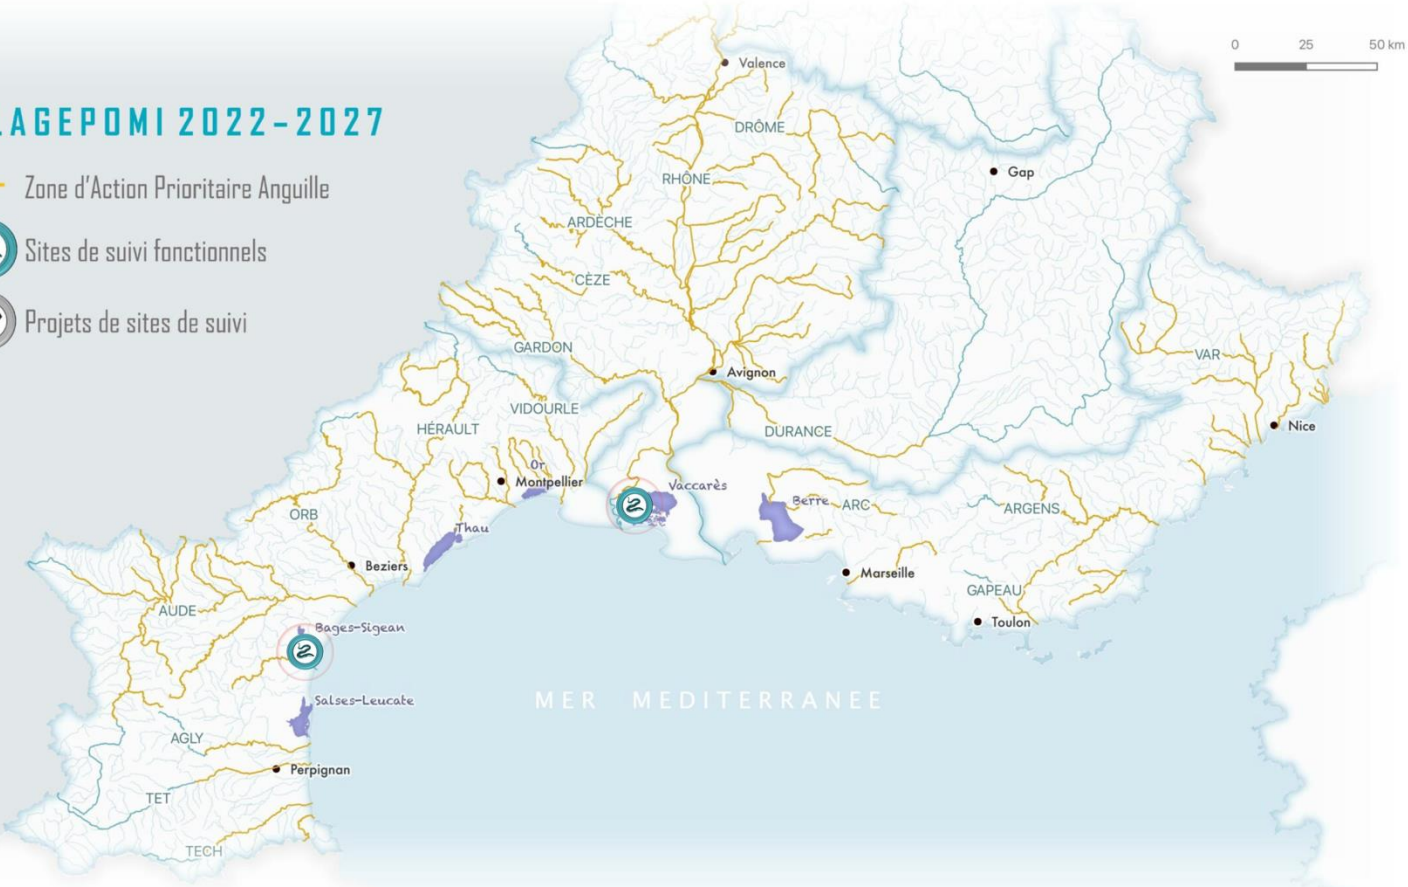 .AGEPOMI 2022-2027
Zone d'Action Prioritaire Anguille
Sites de suivi fonctionnels
Projets de sites de suivi
0 25 50 km
Valence
DRÔME
RHÔNE
Gap
ARDÈCHE
CÈZE
GARDON
VAR
Avignon
VIDOURLE
HÉRAULT
DURANCE
Nice
Or
Montpellier
Vaccarès
Berre
ARC
ARGENS
ORB
Thau
Beziers
Marseille
GAPEAU
AUDE
Toulon
Bages-Sigean
Salses-Leucate
MER MEDITERRANEE
AGLY
Perpignan
TET
TECH